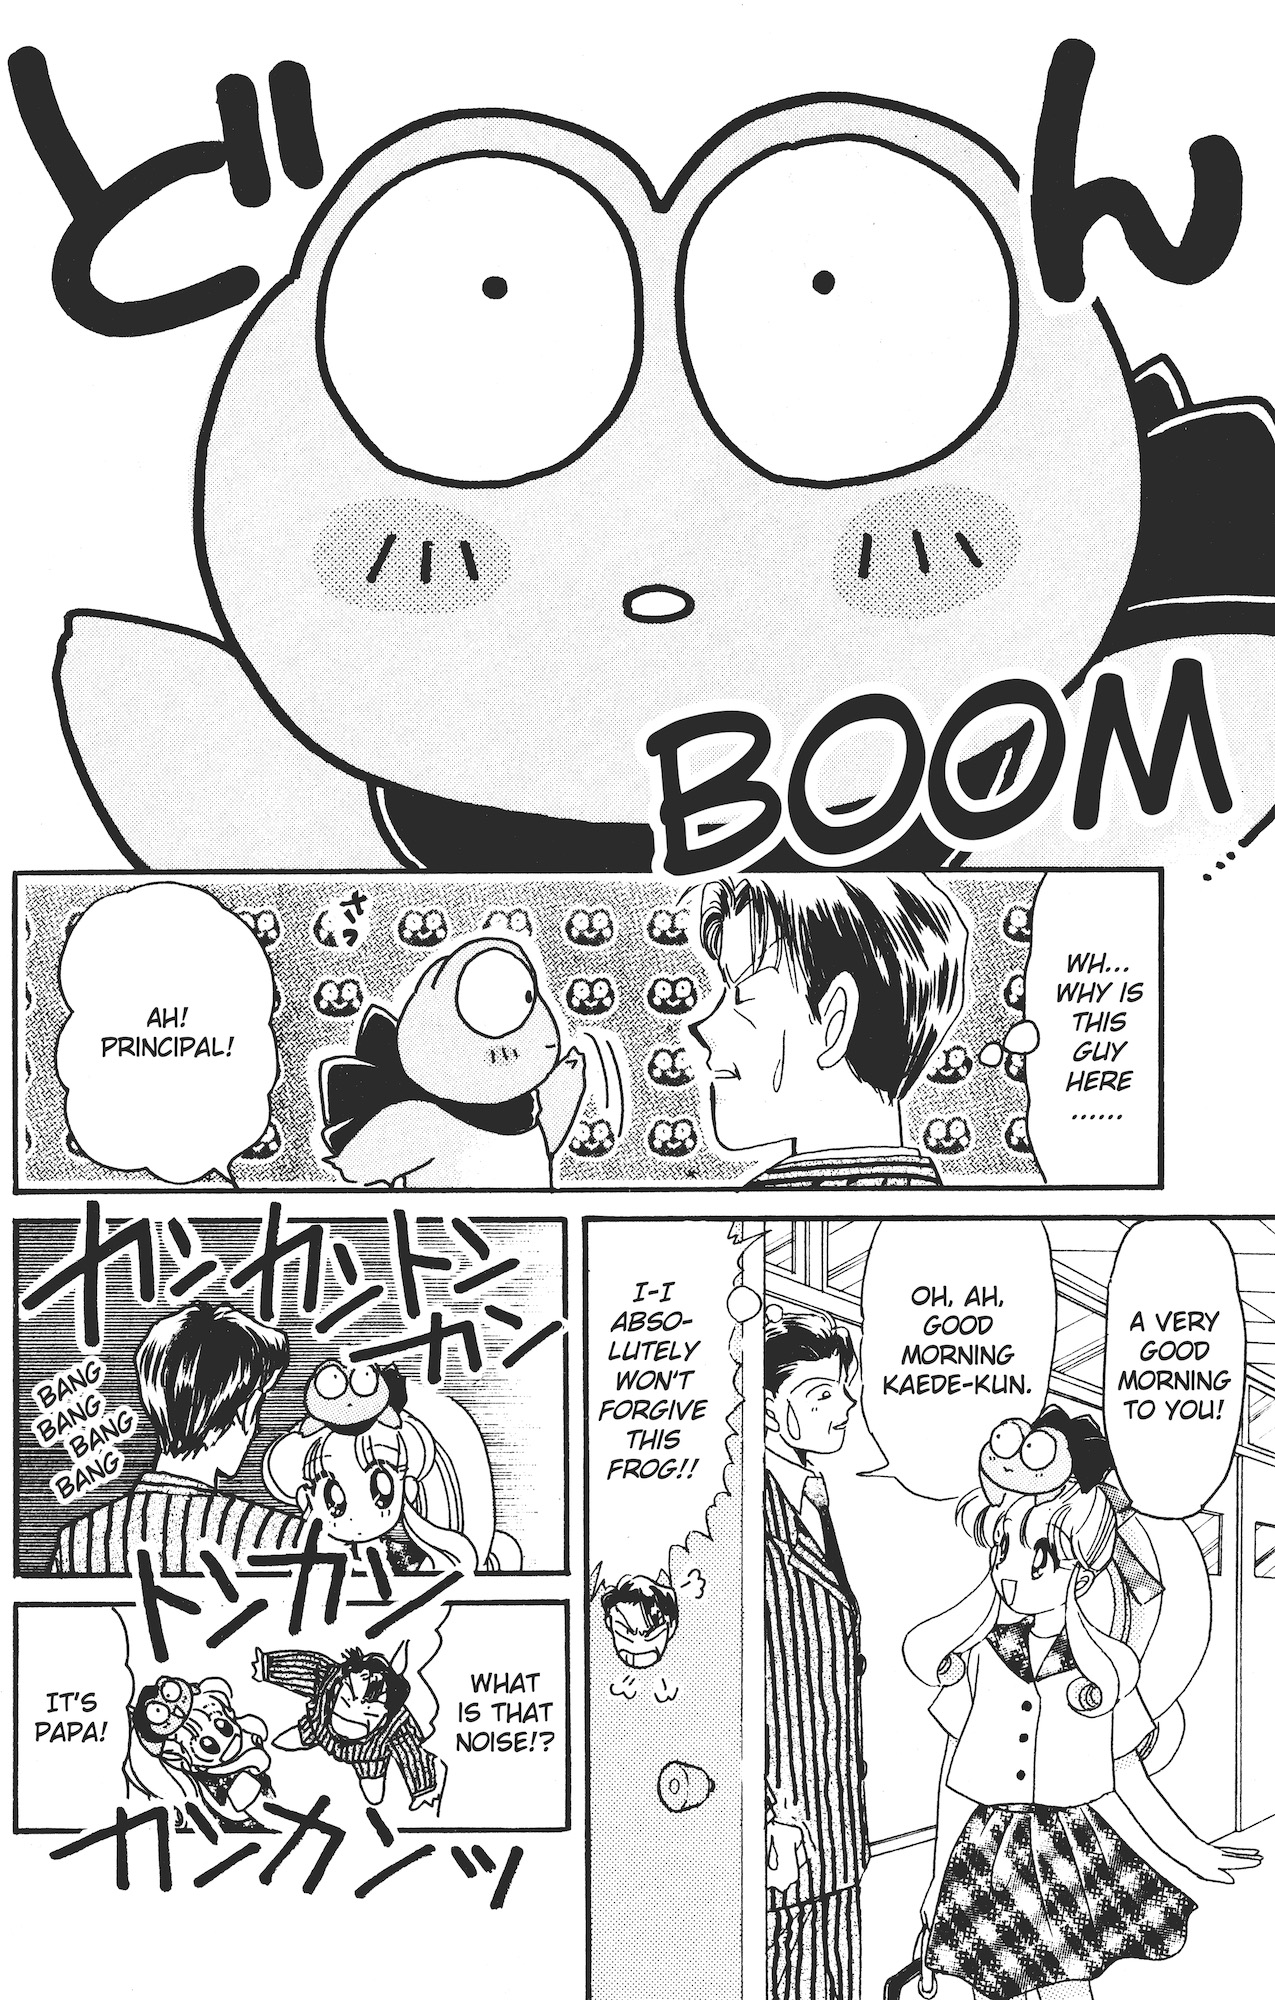 ど ん
BOOM
WH...
WHY IS
THIS
GUY
HERE
......
よっ
AH!
PRINCIPAL!
A VERY
GOOD
MORNING
TO YOU!
OH, AH,
GOOD
MORNING
KAEDE-KUN.
I-I
ABSO-
LUTELY
WON'T
FORGIVE
THIS
FROG!!
カンカントン
カン
BANG
BANG
BANG
BANG
トンカン
WHAT
IS THAT
NOISE!?
IT'S
PAPA!
カンカンッ